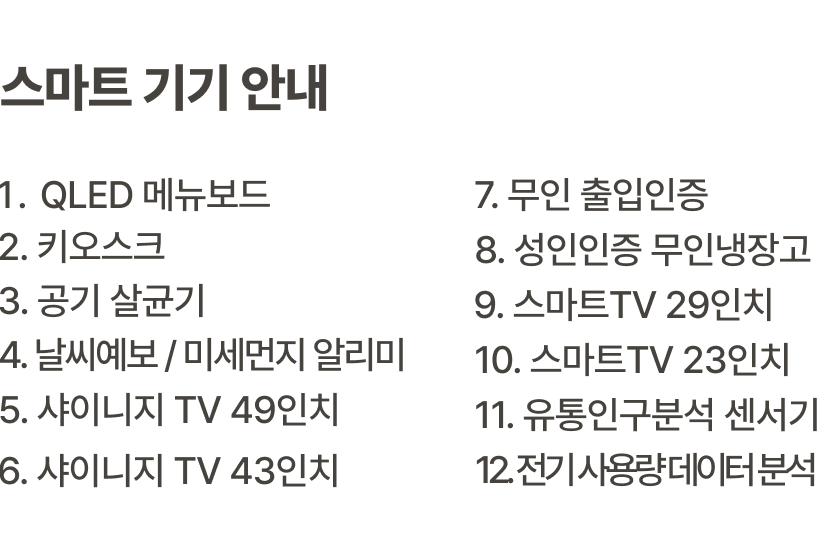 스마트 기기 안내
1. QLED 메뉴보드
2. 키오스크
3. 공기 살균기
4. 날씨예보 / 미세먼지 알리미
5. 샤이니지 TV 49인치
6. 샤이니지 TV 43인치
7. 무인 출입인증
8. 성인인증 무인냉장고
9. 스마트TV 29인치
10. 스마트TV 23인치
11. 유통인구분석 센서기
12. 전기 사용량 데이터 분석